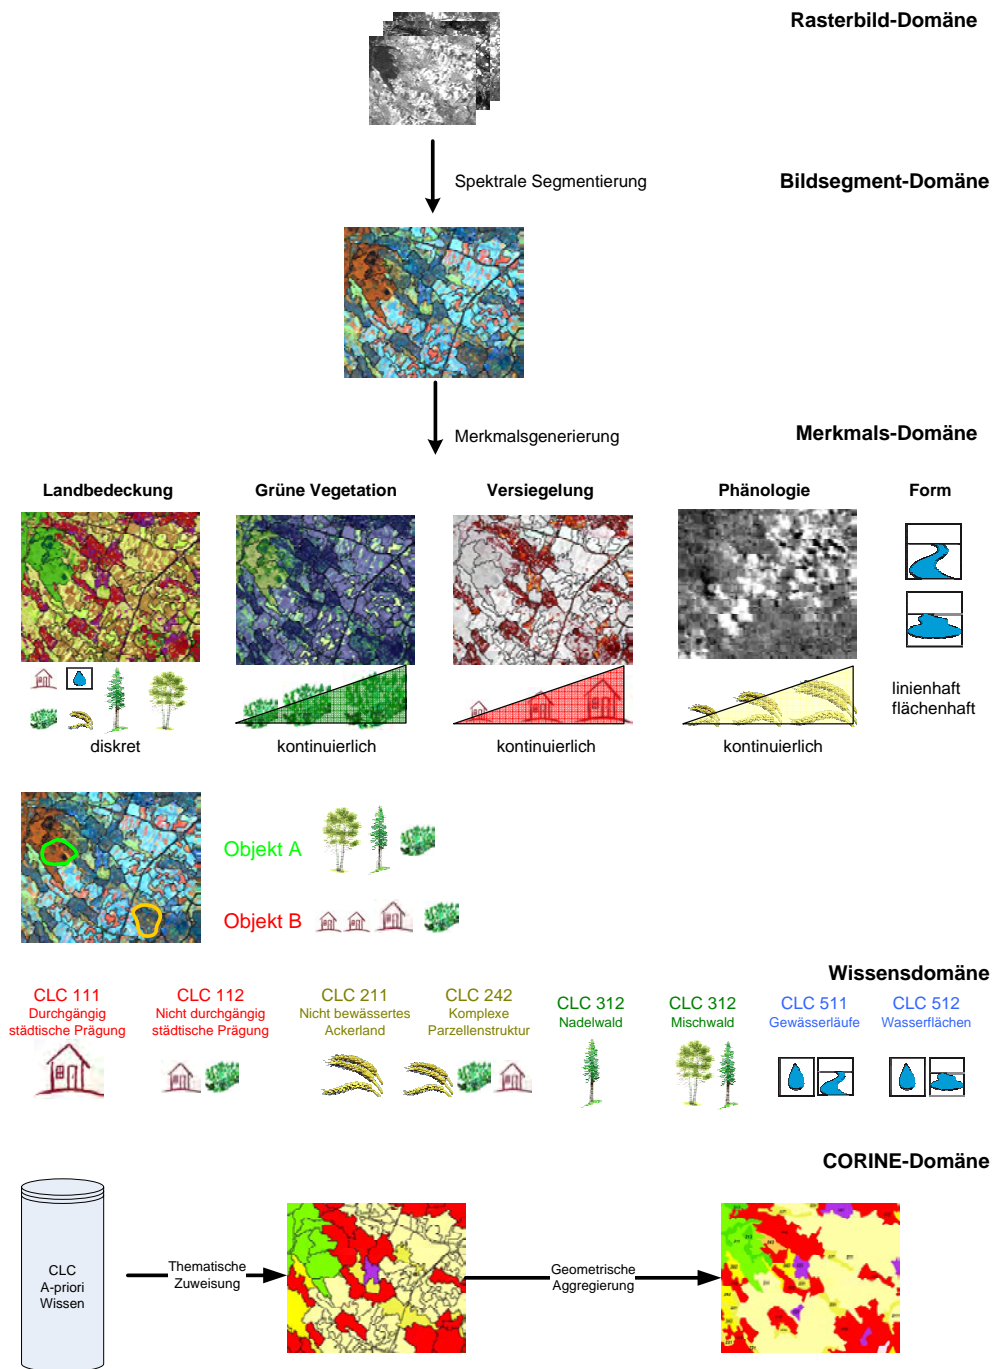 Rasterbild-Domäne
Spektrale Segmentierung
Bildsegment-Domäne
Merkmalsgenerierung
Merkmals-Domäne
Landbedeckung
Grüne Vegetation
Versiegelung
Phänologie
Form
diskret
kontinuierlich
kontinuierlich
kontinuierlich
linienhaft
flächenhaft
Objekt A
Objekt B
Wissensdomäne
CLC 111
Durchgängig
städtische Prägung
CLC 112
Nicht durchgängig
städtische Prägung
CLC 211
Nicht bewässertes
Ackerland
CLC 242
Komplexe
Parzellenstruktur
CLC 312
Nadelwald
CLC 312
Mischwald
CLC 511
Gewässerläufe
CLC 512
Wasserflächen
CORINE-Domäne
CLC
A-priori
Wissen
Thematische
Zuweisung
Geometrische
Aggregierung